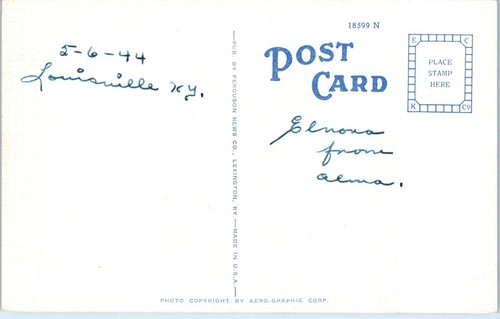 5-6-44
Louisville Ky.
PUB. BY FERGUSON NEWS CO., LEXINGTON, KY.—MADE IN U.S.A.
18599 N
POST
CARD
E C
PLACE
STAMP
HERE
K Co
Elnora
from
Alma.
PHOTO COPYRIGHT BY AERO-GRAPHIC CORP.